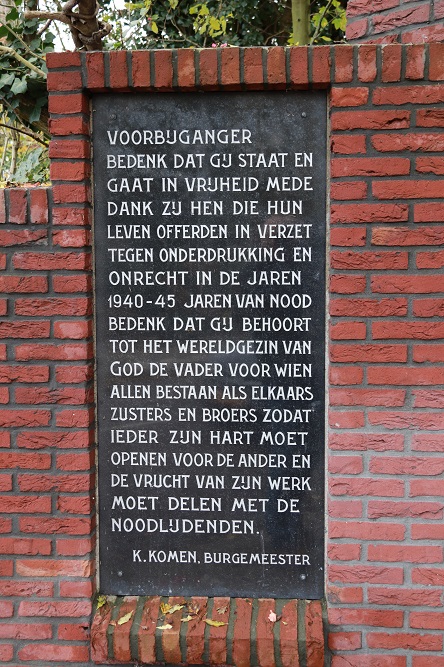 VOORBIJGANGER
BEDENK DAT GIJ STAAT EN
GAAT IN VRIJHEID MEDE
DANK ZIJ HEN DIE HUN
LEVEN OFFERDEN IN VERZET
TEGEN ONDERDRUKKING EN
ONRECHT IN DE JAREN
1940-45 JAREN VAN NOOD
BEDENK DAT GIJ BEHOORT
TOT HET WERELDGEZIN VAN
GOD DE VADER VOOR WIEN
ALLEN BESTAAN ALS ELKAARS
ZUSTERS EN BROERS ZODAT
IEDER ZIJN HART MOET
OPENEN VOOR DE ANDER EN
DE VRUCHT VAN ZIJN WERK
MOET DELEN MET DE
NOODLIJDENDEN.
K. KOMEN, BURGEMEESTER